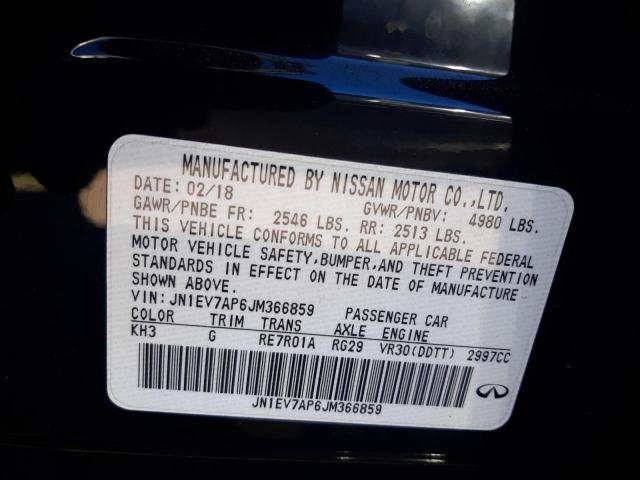 MANUFACTURED BY NISSAN MOTOR CO.,LTD.
DATE: 02/18 GVWR/PNBV: 4980 LBS.
GAWR/PNBE FR: 2546 LBS. RR: 2513 LBS.
THIS VEHICLE CONFORMS TO ALL APPLICABLE FEDERAL
MOTOR VEHICLE SAFETY,BUMPER,AND THEFT PREVENTION
STANDARDS IN EFFECT ON THE DATE OF MANUFACTURE
SHOWN ABOVE.
VIN: JN1EV7AP6JM366859 PASSENGER CAR
COLOR TRIM TRANS AXLE ENGINE
KH3 G RE7R01A RG29 VR30(DDTT) 2997CC
JN1EV7AP6JM366859